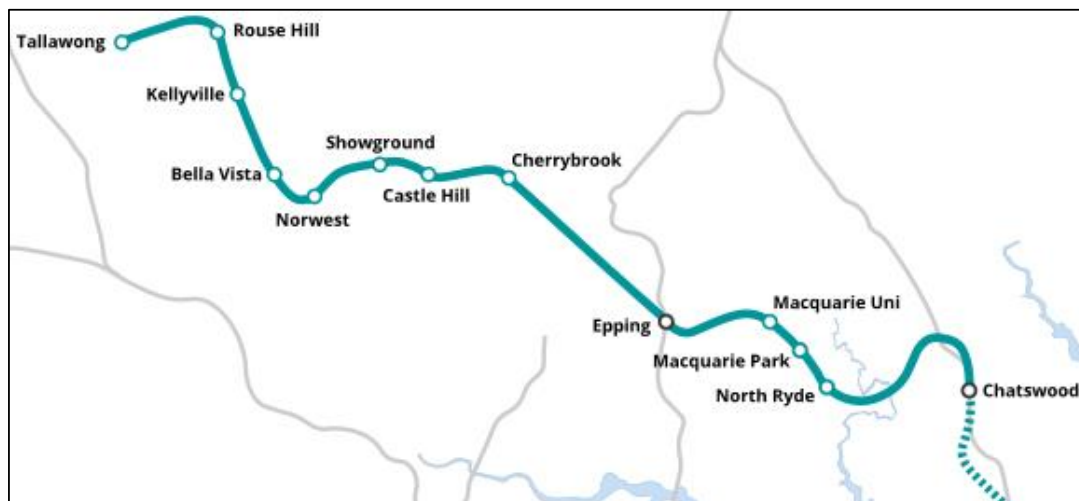 Tallawong
Rouse Hill
Kellyville
Bella Vista
Norwest
Showground
Castle Hill
Cherrybrook
Epping
Macquarie Uni
Macquarie Park
North Ryde
Chatswood